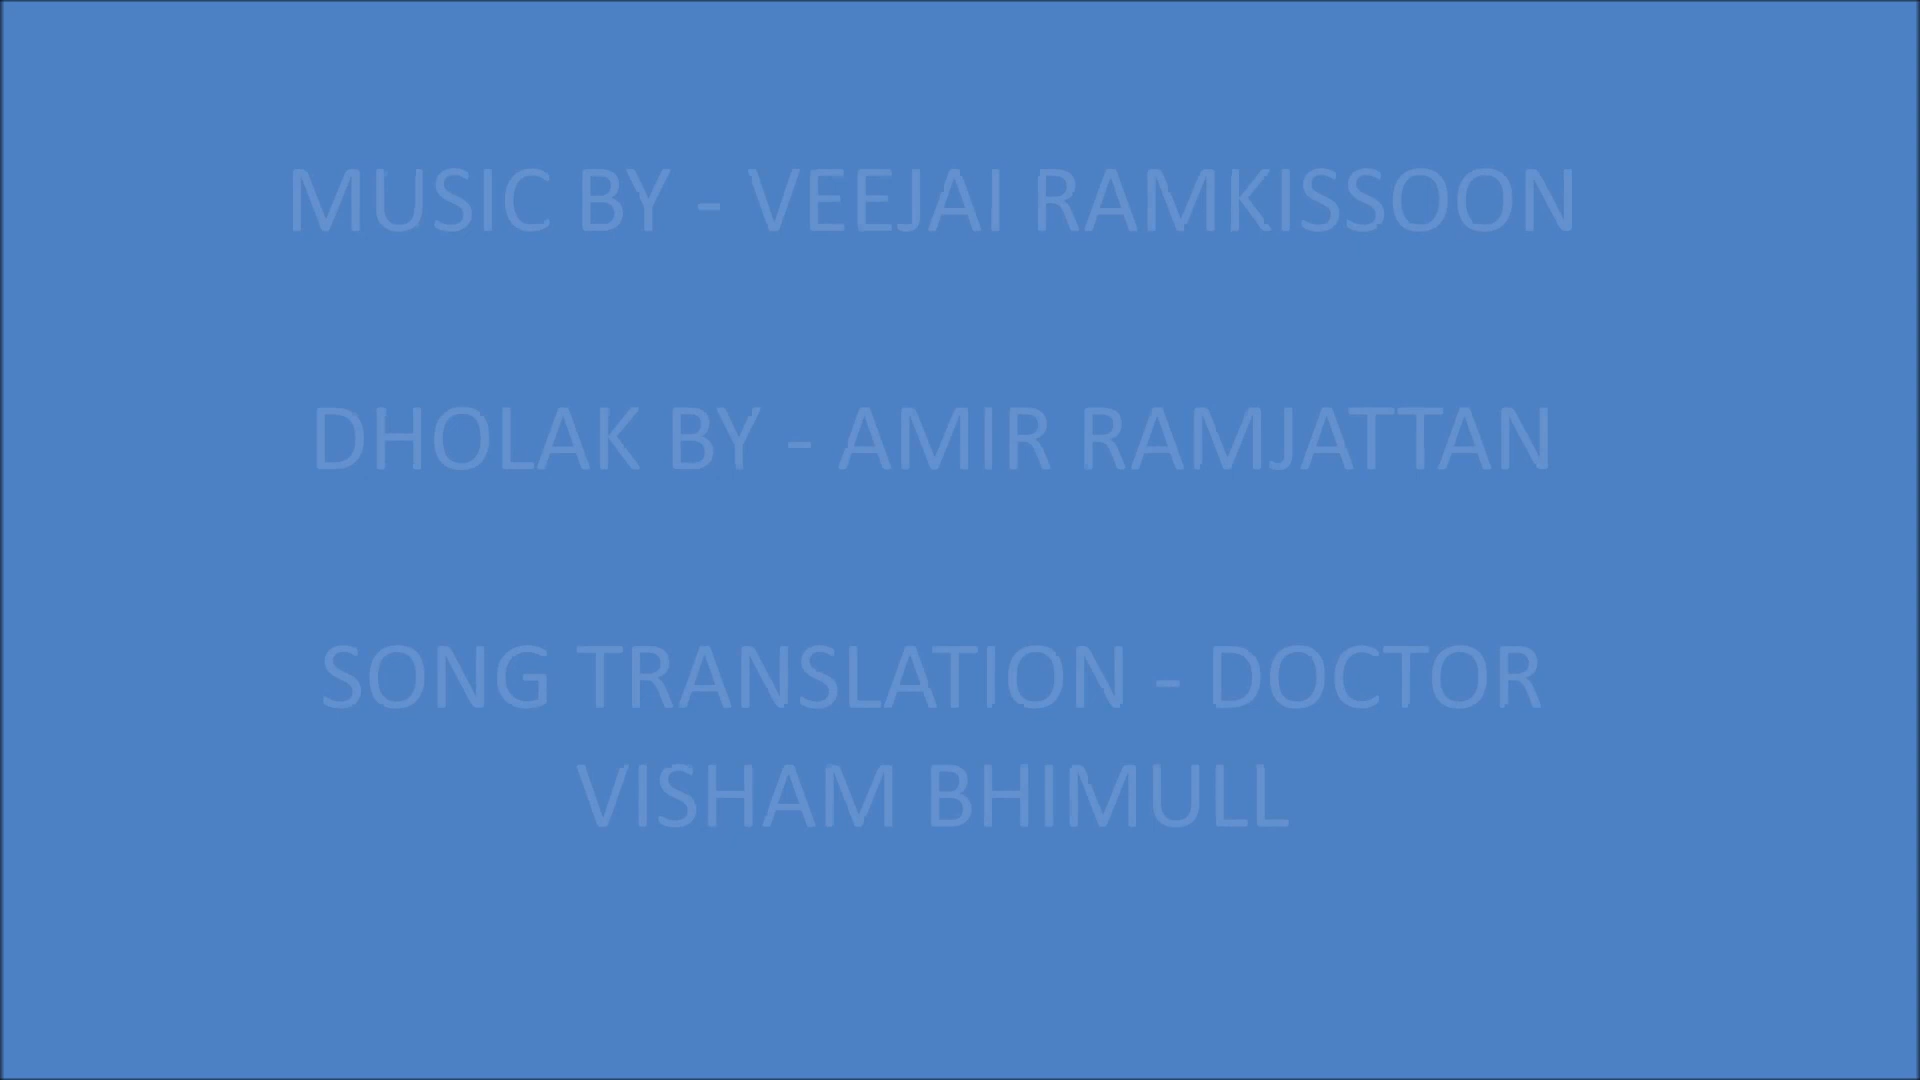 MUSIC BY - VEEJAI RAMKISSOON
DHOLAK BY - AMIR RAMJATTAN
SONG TRANSLATION - DOCTOR
VISHAM BHIMULL